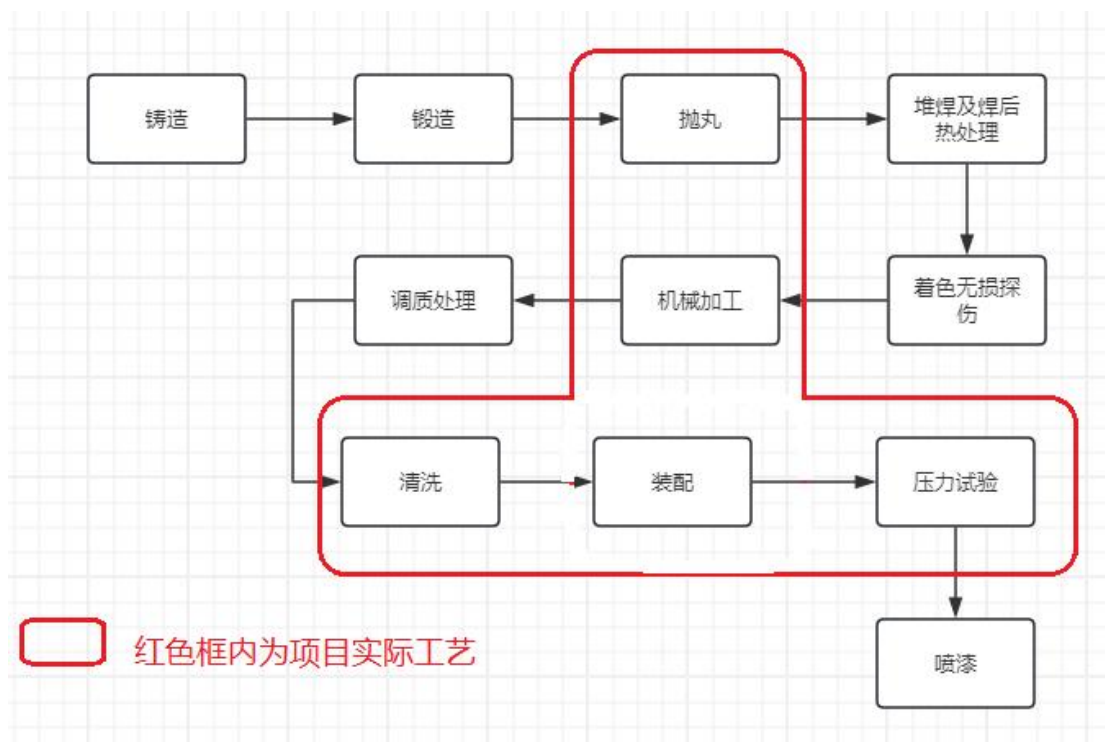 铸造
锻造
抛丸
堆焊及焊后
热处理
调质处理
机械加工
着色无损探
伤
清洗
装配
压力试验
红色框内为项目实际工艺
喷漆